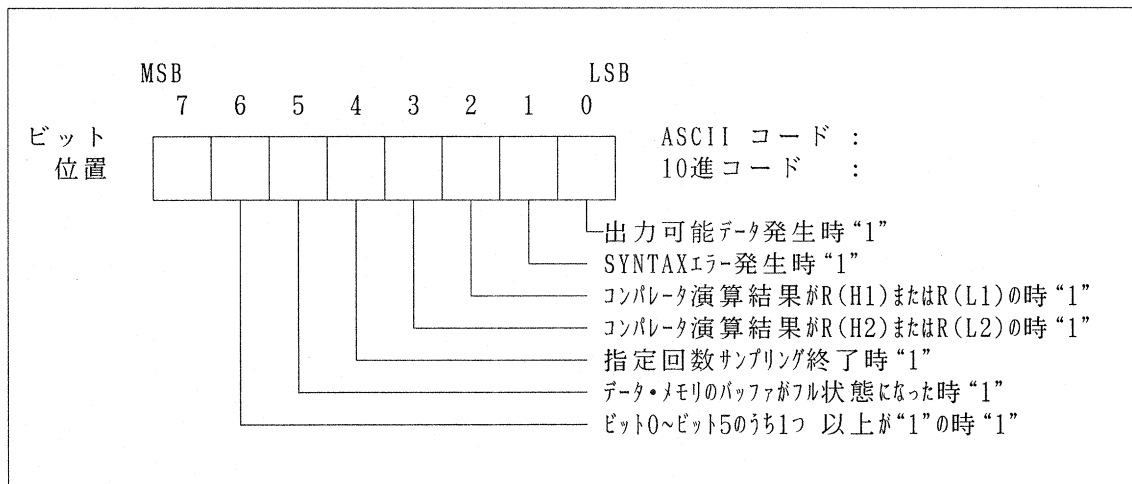 MSB LSB
7 6 5 4 3 2 1 0
ビット
位置
ASCII コード :
10進コード :
出力可能データ発生時“1”
SYNTAXエラー発生時“1”
コンパレータ演算結果がR(H1)またはR(L1)の時“1”
コンパレータ演算結果がR(H2)またはR(L2)の時“1”
指定回数サンプリング終了時“1”
データ・メモリのバッファがフル状態になった時“1”
ビット0~ビット5のうち1つ 以上が“1”の時“1”